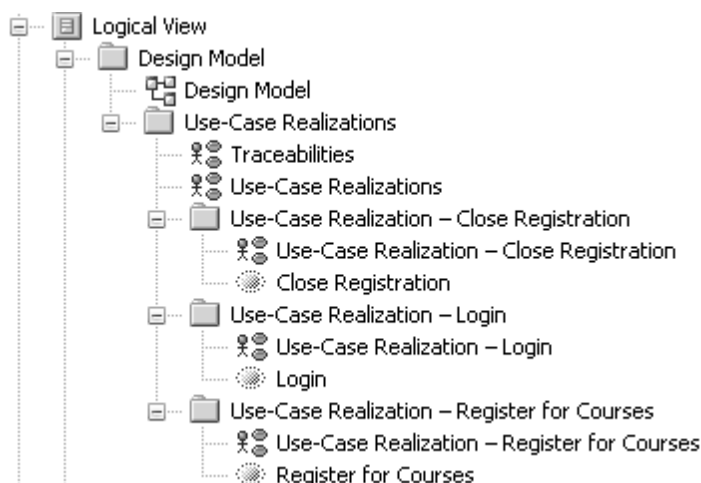 Logical View
Design Model
Design Model
Use-Case Realizations
Traceabilities
Use-Case Realizations
Use-Case Realization – Close Registration
Use-Case Realization – Close Registration
Close Registration
Use-Case Realization – Login
Use-Case Realization – Login
Login
Use-Case Realization – Register for Courses
Use-Case Realization – Register for Courses
Register for Courses